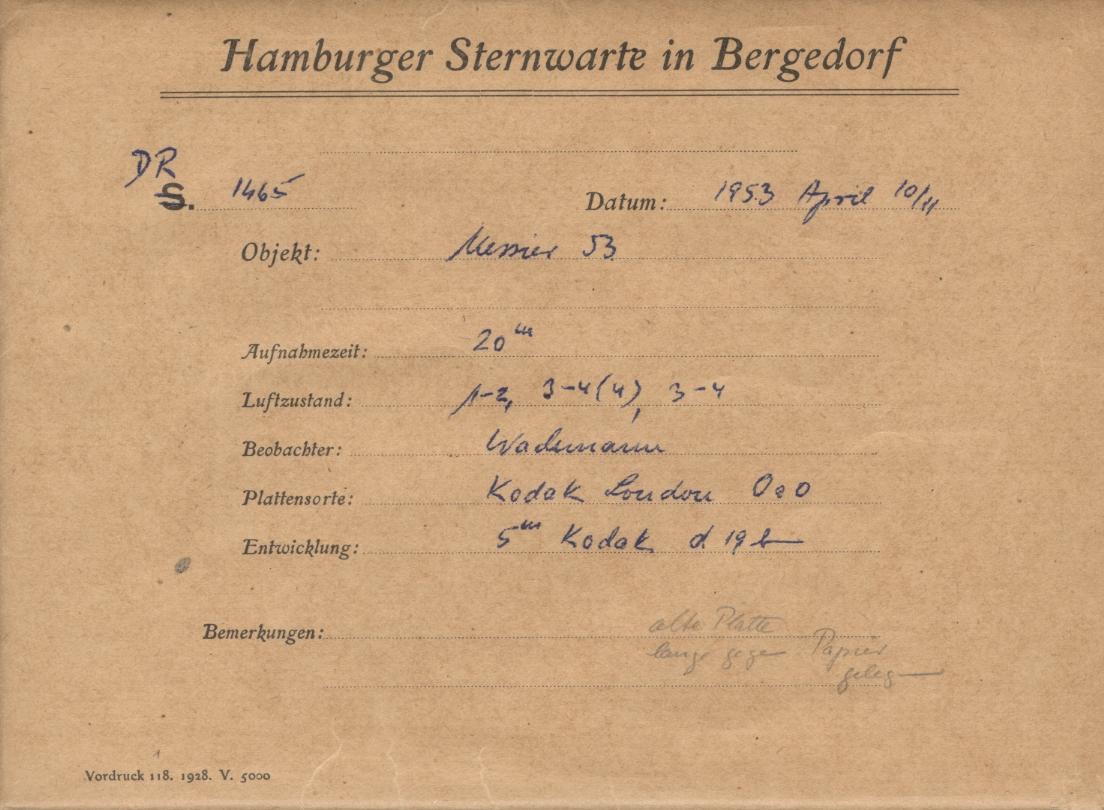 Hamburger Sternwarte in Bergedorf
DR
S. 1465 Datum: 1953 April 10/11
Objekt: Messier 53
Aufnahmezeit: 20ᵐ
Luftzustand: 1-2, 3-4(4), 3-4
Beobachter: Wachmann
Plattensorte: Kodak London OaO
Entwicklung: 5ᵐ Kodak d 19 b
Bemerkungen: alte Platte
lange gegen Papier
gelegen
Vordruck 118. 1928. V. 5000